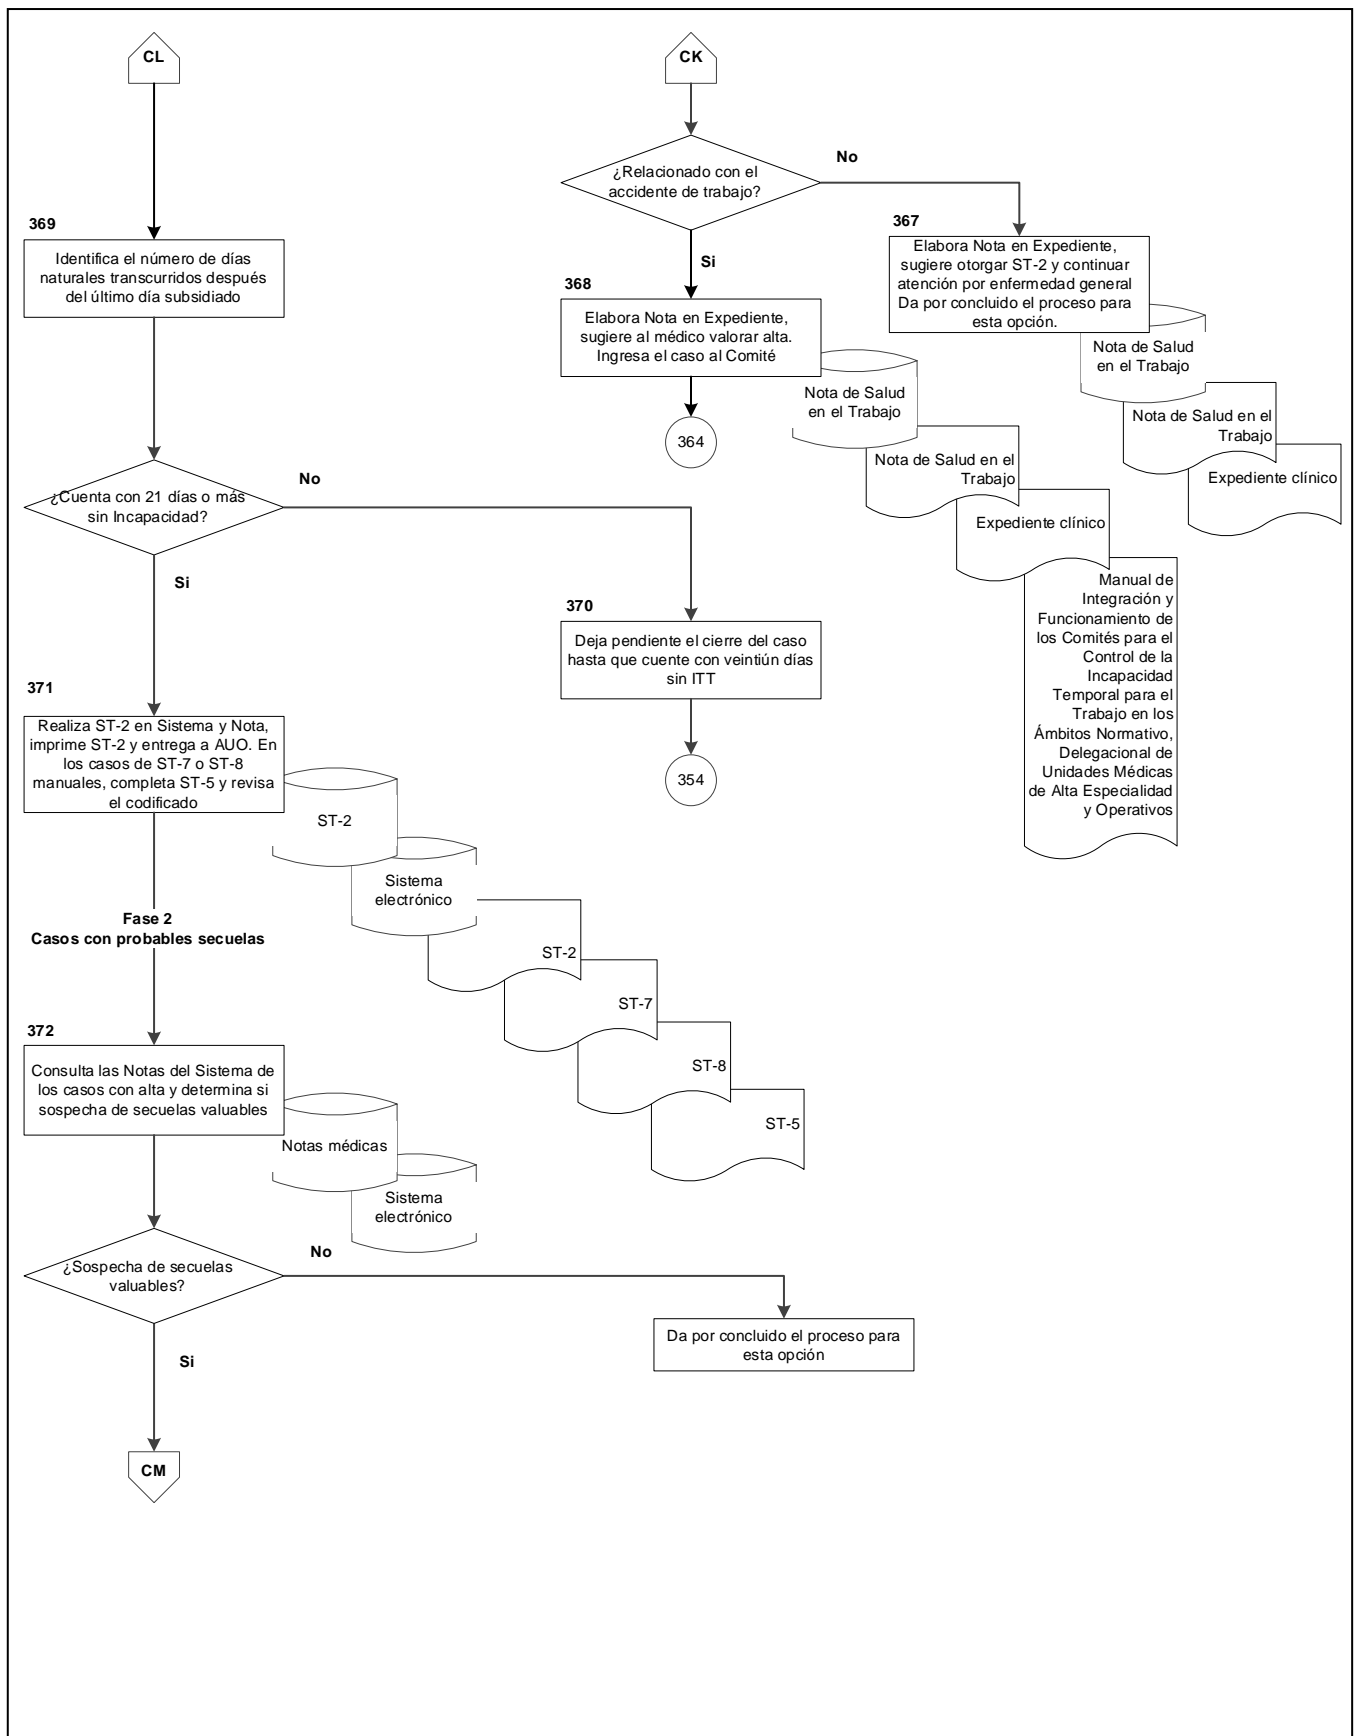 CL
CK
¿Relacionado con el
accidente de trabajo?
No
Si
369
Identifica el número de días
naturales transcurridos después
del último día subsidiado
368
Elabora Nota en Expediente,
sugiere al médico valorar alta.
Ingresa el caso al Comité
367
Elabora Nota en Expediente,
sugiere otorgar ST-2 y continuar
atención por enfermedad general
Da por concluido el proceso para
esta opción.
Nota de Salud
en el Trabajo
Nota de Salud en el
Trabajo
Expediente clínico
364
Nota de Salud
en el Trabajo
Nota de Salud en el
Trabajo
Expediente clínico
Manual de
Integración y
Funcionamiento de
los Comités para el
Control de la
Incapacidad
Temporal para el
Trabajo en los
Ámbitos Normativo,
Delegacional de
Unidades Médicas
de Alta Especialidad
y Operativos
¿Cuenta con 21 días o más
sin Incapacidad?
No
Si
370
Deja pendiente el cierre del caso
hasta que cuente con veintiún días
sin ITT
354
371
Realiza ST-2 en Sistema y Nota,
imprime ST-2 y entrega a AUO. En
los casos de ST-7 o ST-8
manuales, completa ST-5 y revisa
el codificado
ST-2
Sistema
electrónico
ST-2
ST-7
ST-8
ST-5
Fase 2
Casos con probables secuelas
372
Consulta las Notas del Sistema de
los casos con alta y determina si
sospecha de secuelas valuables
Notas médicas
Sistema
electrónico
¿Sospecha de secuelas
valuables?
No
Da por concluido el proceso para
esta opción
Si
CM